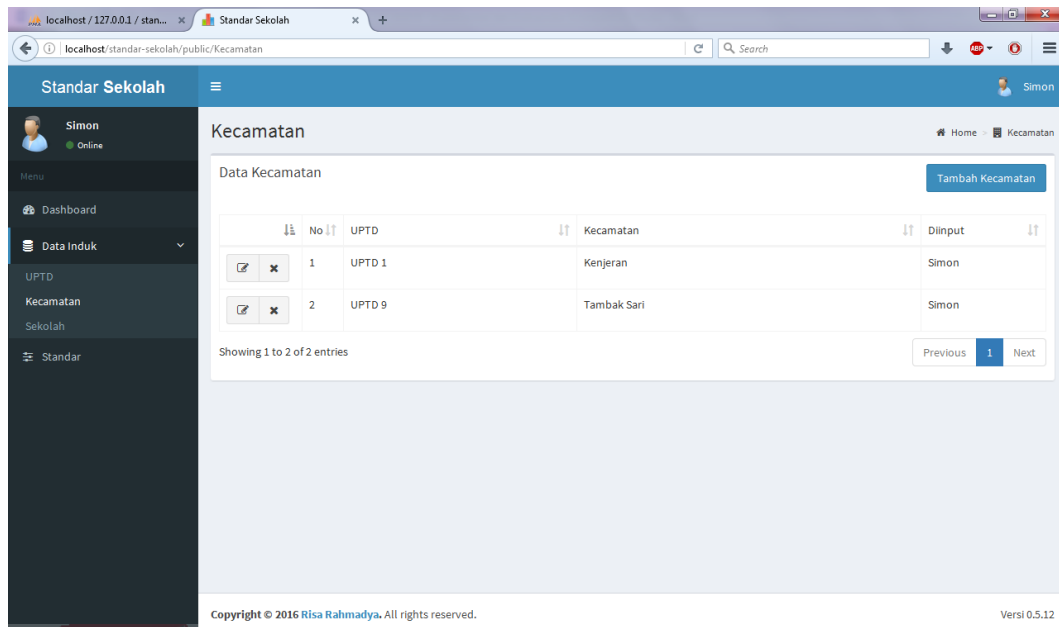 localhost / 127.0.0.1 / stan...
Standar Sekolah
localhost/standar-sekolah/public/Kecamatan
Search
ABP
Standar Sekolah
Simon
Simon
Online
Kecamatan
Home > Kecamatan
Menu
Dashboard
Data Induk
UPTD
Kecamatan
Sekolah
Standar
Data Kecamatan
Tambah Kecamatan
No UPTD Kecamatan Diinput
1 UPTD 1 Kenjeran Simon
2 UPTD 9 Tambak Sari Simon
Showing 1 to 2 of 2 entries
Previous 1 Next
Copyright © 2016 Risa Rahmadya. All rights reserved.
Versi 0.5.12